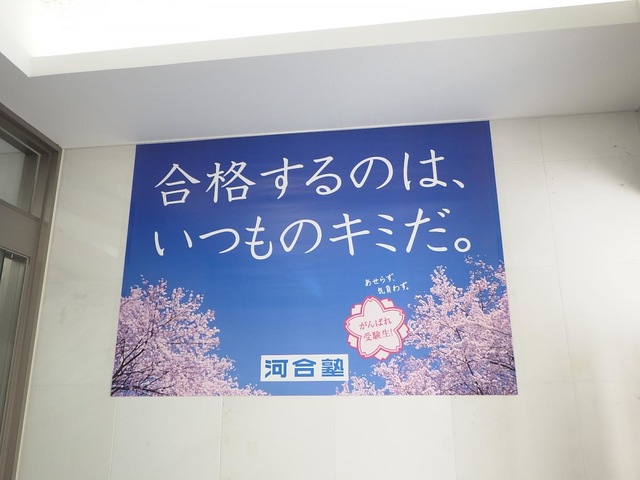 合格するのは、
いつものキミだ。
あせらず、
気負わず。
がんばれ
受験生!
河合塾